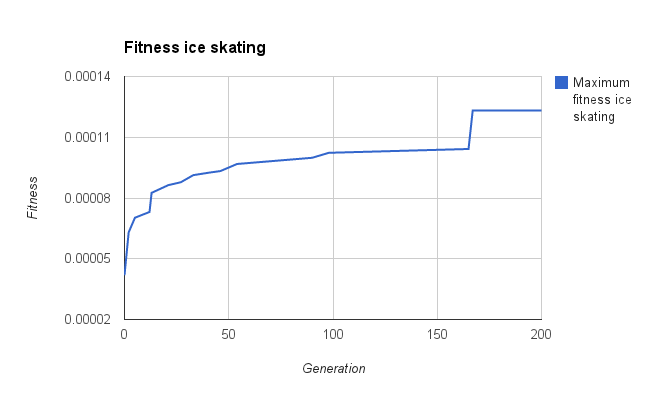 Fitness ice skating
0.00014
0.00011
0.00008
0.00005
0.00002
Fitness
0
50
100
150
200
Generation
Maximum
fitness ice
skating